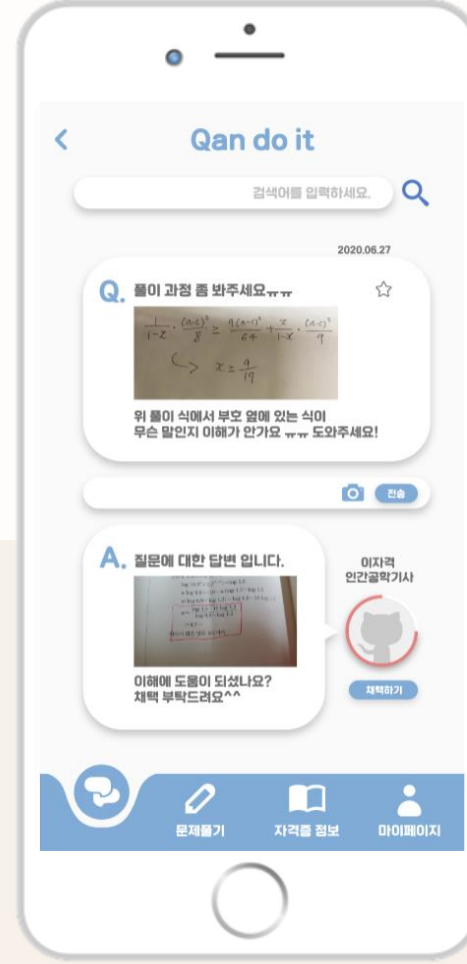 Qan do it
검색어를 입력하세요.
2020.06.27
Q. 풀이 과정 좀 봐주세요ㅠㅠ
위 풀이 식에서 부호 옆에 있는 식이
무슨 말인지 이해가 안가요 ㅠㅠ 도와주세요!
전송
A. 질문에 대한 답변 입니다.
이해에 도움이 되셨나요?
채택 부탁드려요^^
이자격
인간공학기사
채택하기
문제풀기
자격증 정보
마이페이지